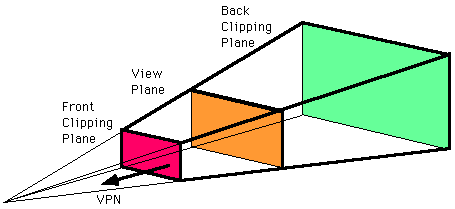 Back
Clipping
Plane
View
Plane
Front
Clipping
Plane
VPN